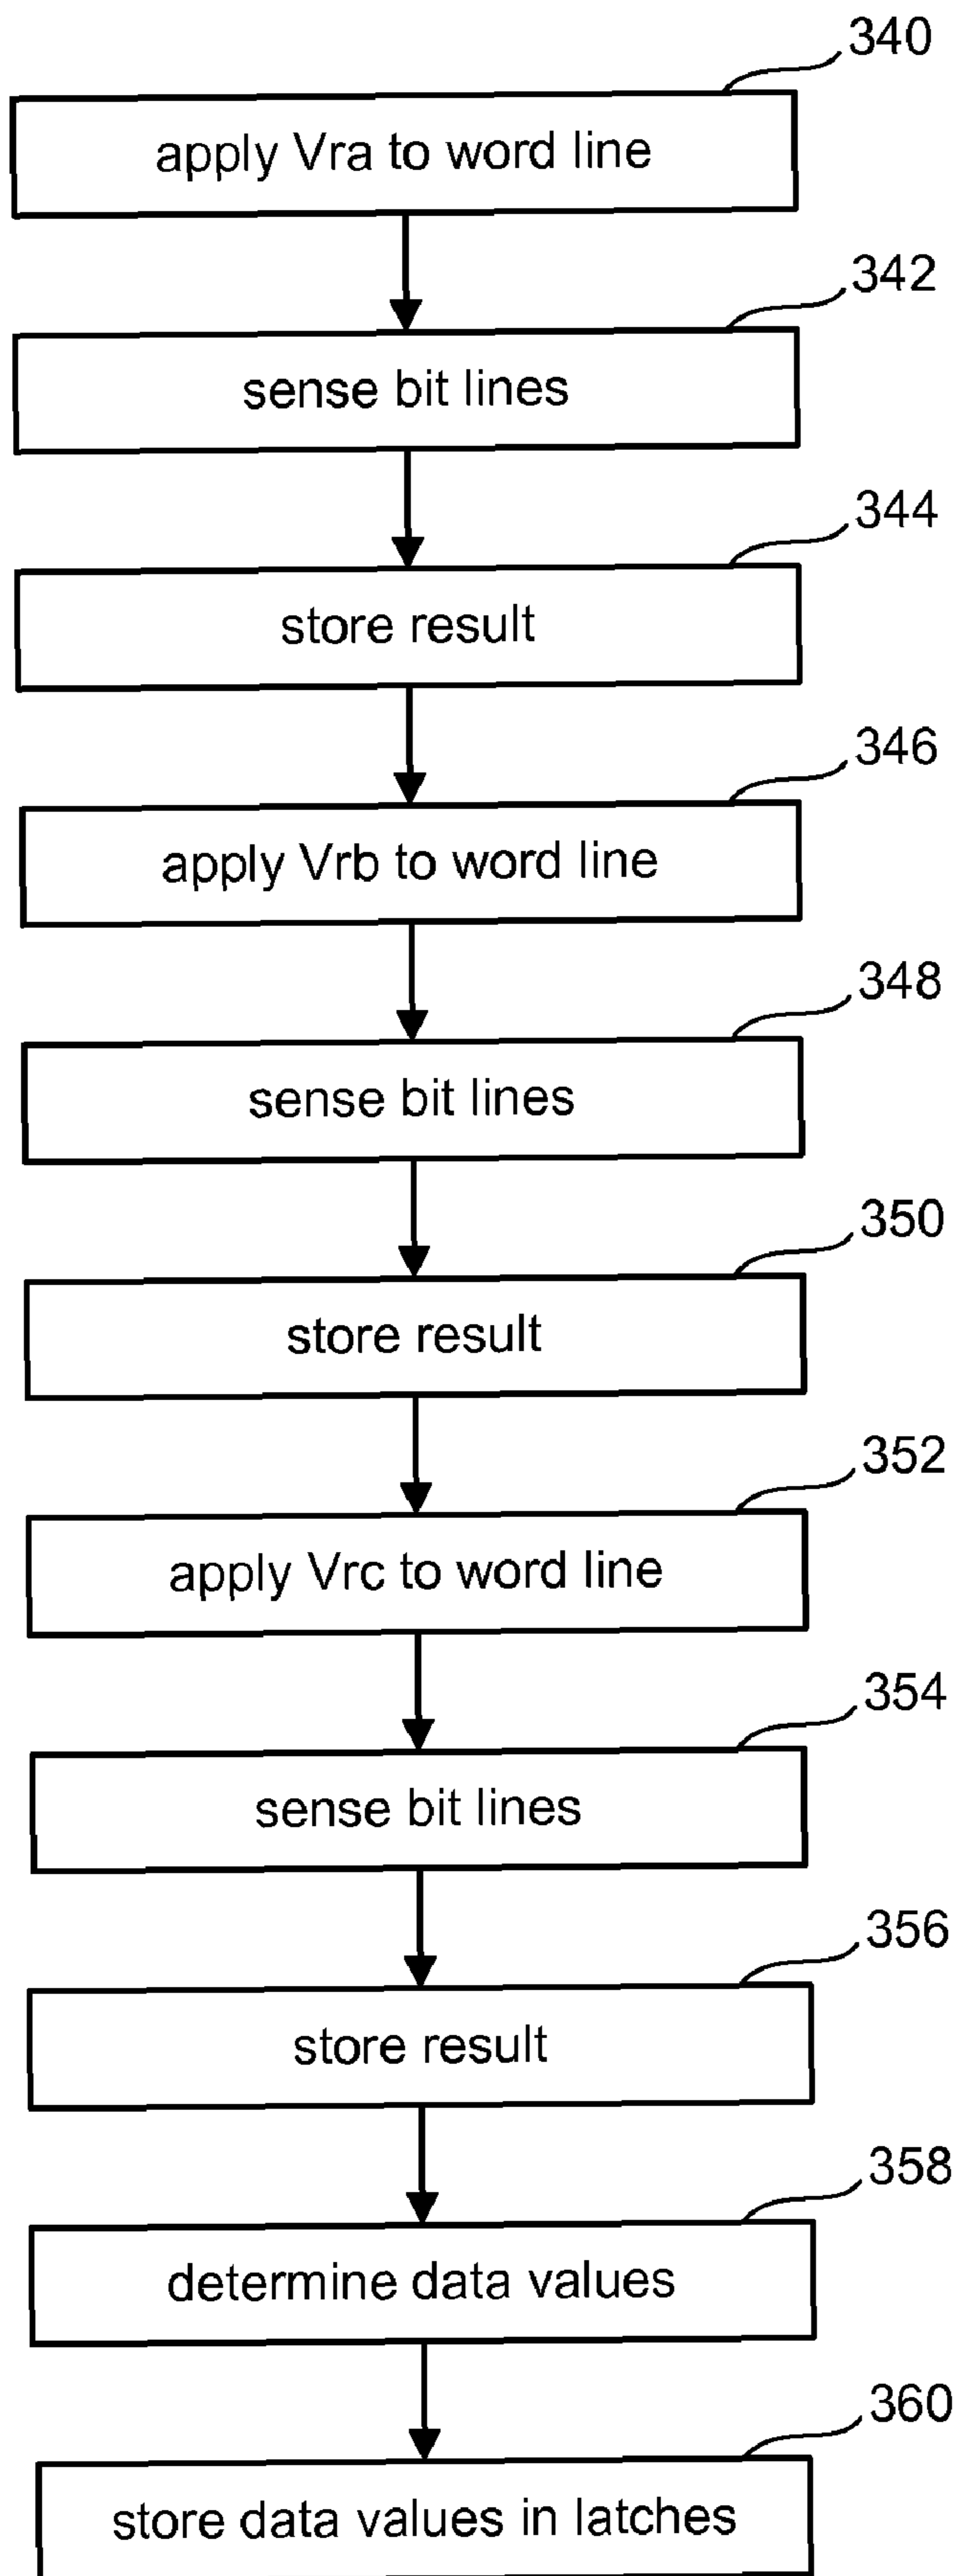 340
apply Vra to word line
342
sense bit lines
344
store result
346
apply Vrb to word line
348
sense bit lines
350
store result
352
apply Vrc to word line
354
sense bit lines
356
store result
358
determine data values
360
store data values in latches